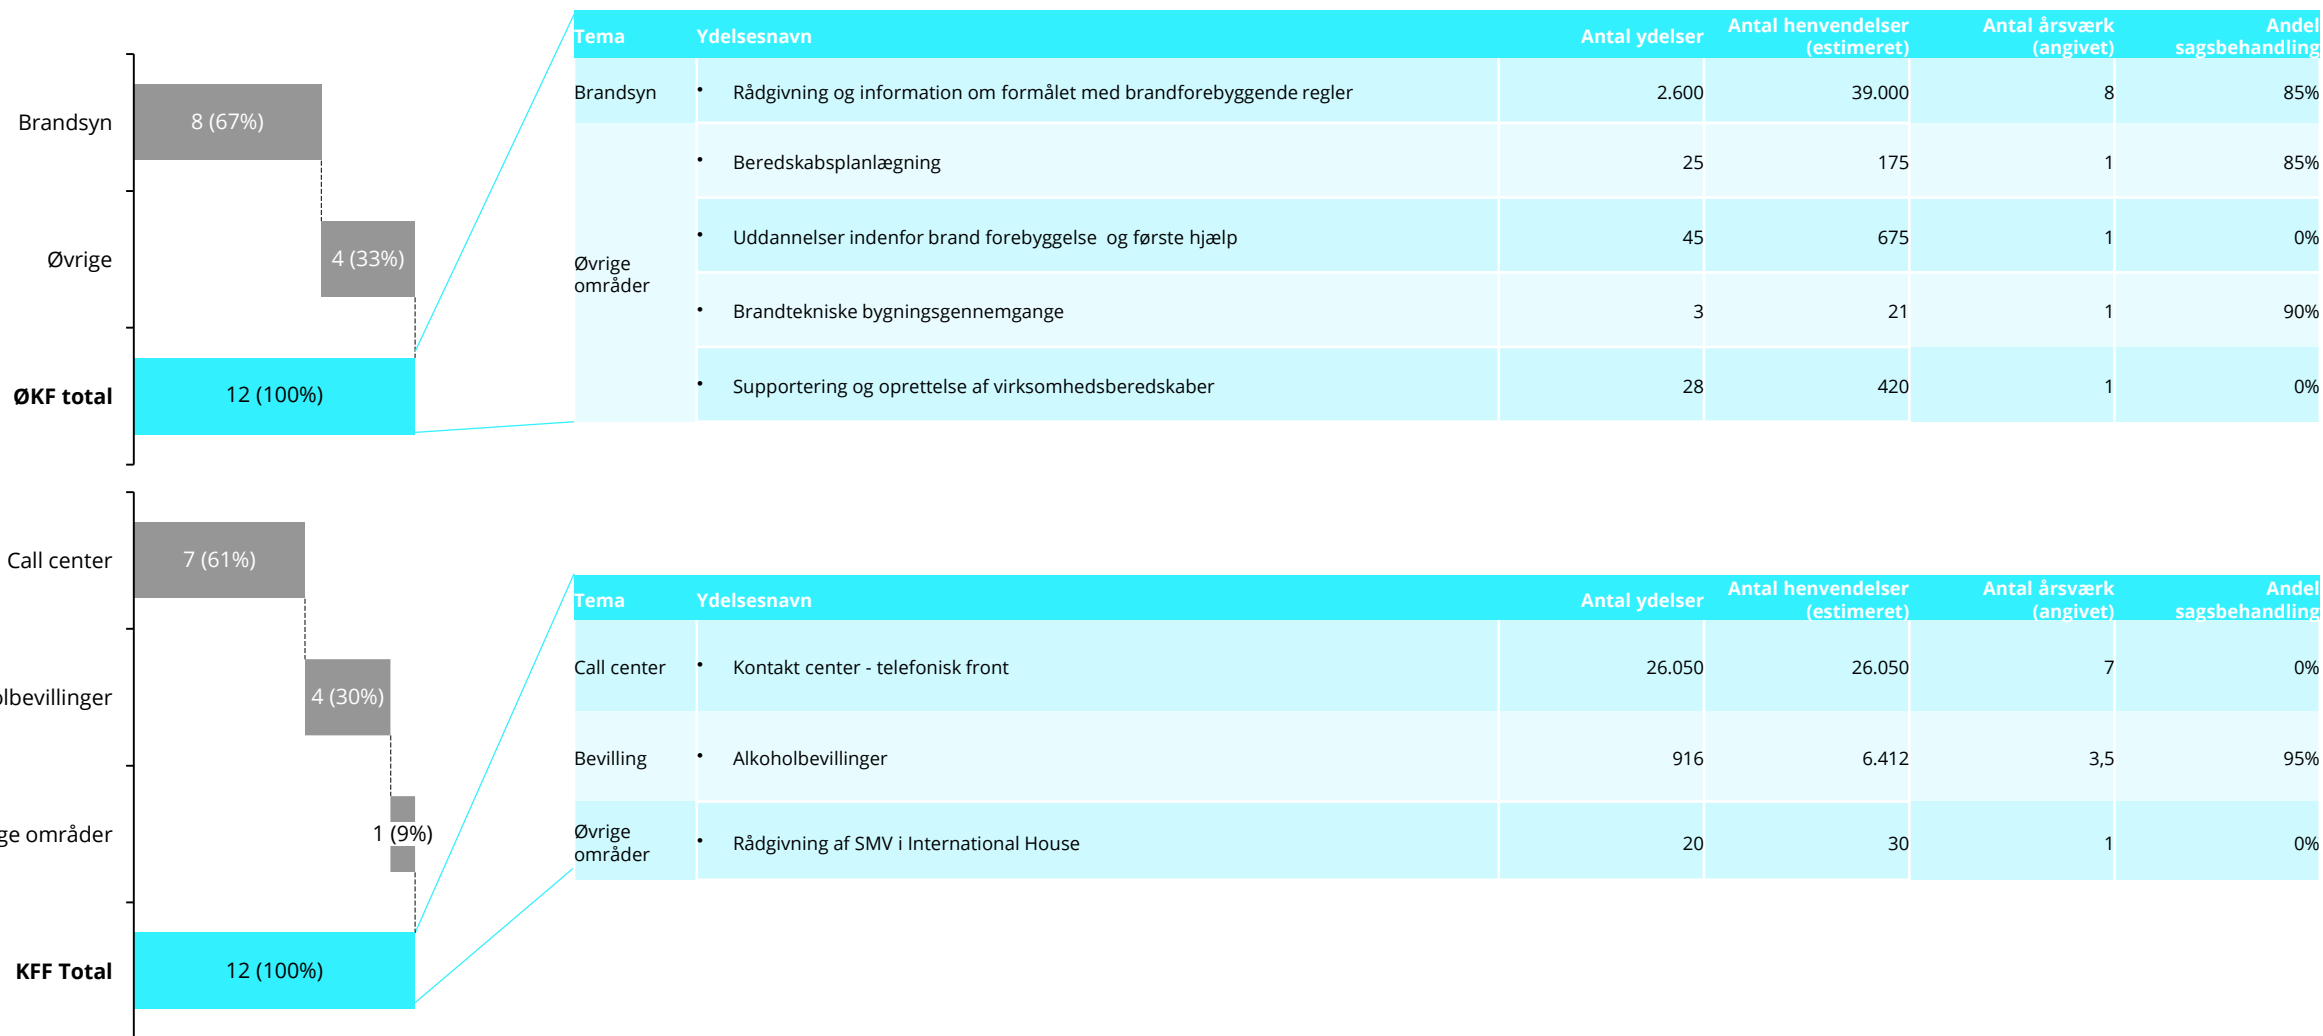 Brandsyn
8 (67%)
Øvrige
4 (33%)
ØKF total
12 (100%)
Tema Ydelsesnavn Antal ydelser Antal henvendelser (estimeret) Antal årsværk (angivet) Andel sagsbehandling
Brandsyn • Rådgivning og information om formålet med brandforebyggende regler 2.600 39.000 8 85%
Øvrige områder
• Beredskabsplanlægning 25 175 1 85%
• Uddannelser indenfor brand forebyggelse og første hjælp 45 675 1 0%
• Brandtekniske bygningsgennemgange 3 21 1 90%
• Supportering og oprettelse af virksomhedsberedskaber 28 420 1 0%
Call center
7 (61%)
lbevillinger
4 (30%)
ge områder
1 (9%)
KFF Total
12 (100%)
Tema Ydelsesnavn Antal ydelser Antal henvendelser (estimeret) Antal årsværk (angivet) Andel sagsbehandling
Call center • Kontakt center - telefonisk front 26.050 26.050 7 0%
Bevilling • Alkoholbevillinger 916 6.412 3,5 95%
Øvrige områder • Rådgivning af SMV i International House 20 30 1 0%